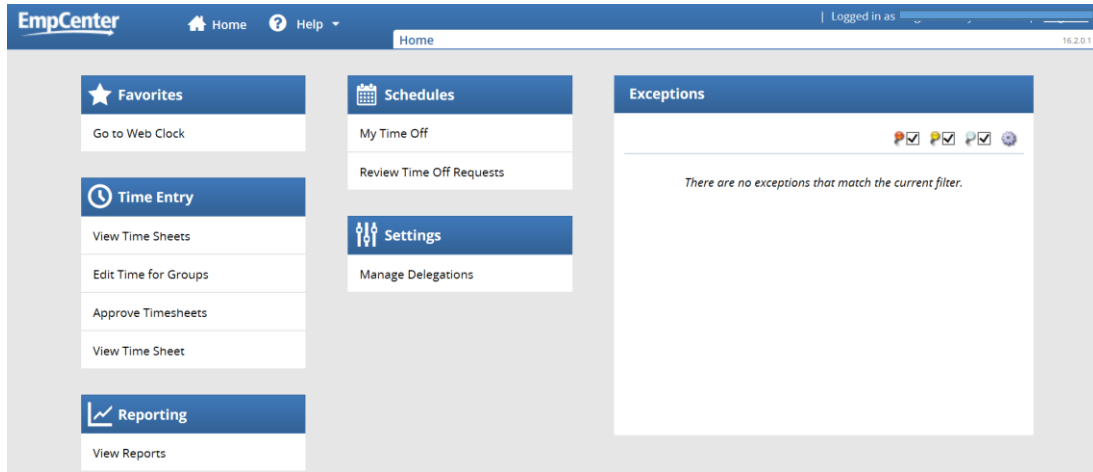 EmpCenter
Home
Help
| Logged in as
Home
16.2.0.1
Favorites
Go to Web Clock
Time Entry
View Time Sheets
Edit Time for Groups
Approve Timesheets
View Time Sheet
Reporting
View Reports
Schedules
My Time Off
Review Time Off Requests
Settings
Manage Delegations
Exceptions
There are no exceptions that match the current filter.